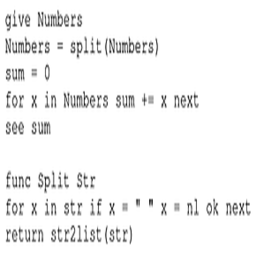 give Numbers
Numbers = split(Numbers)
sum = 0
for x in Numbers sum += x next
see sum
func Split Str
for x in str if x = " " x = nl ok next
return str2list(str)